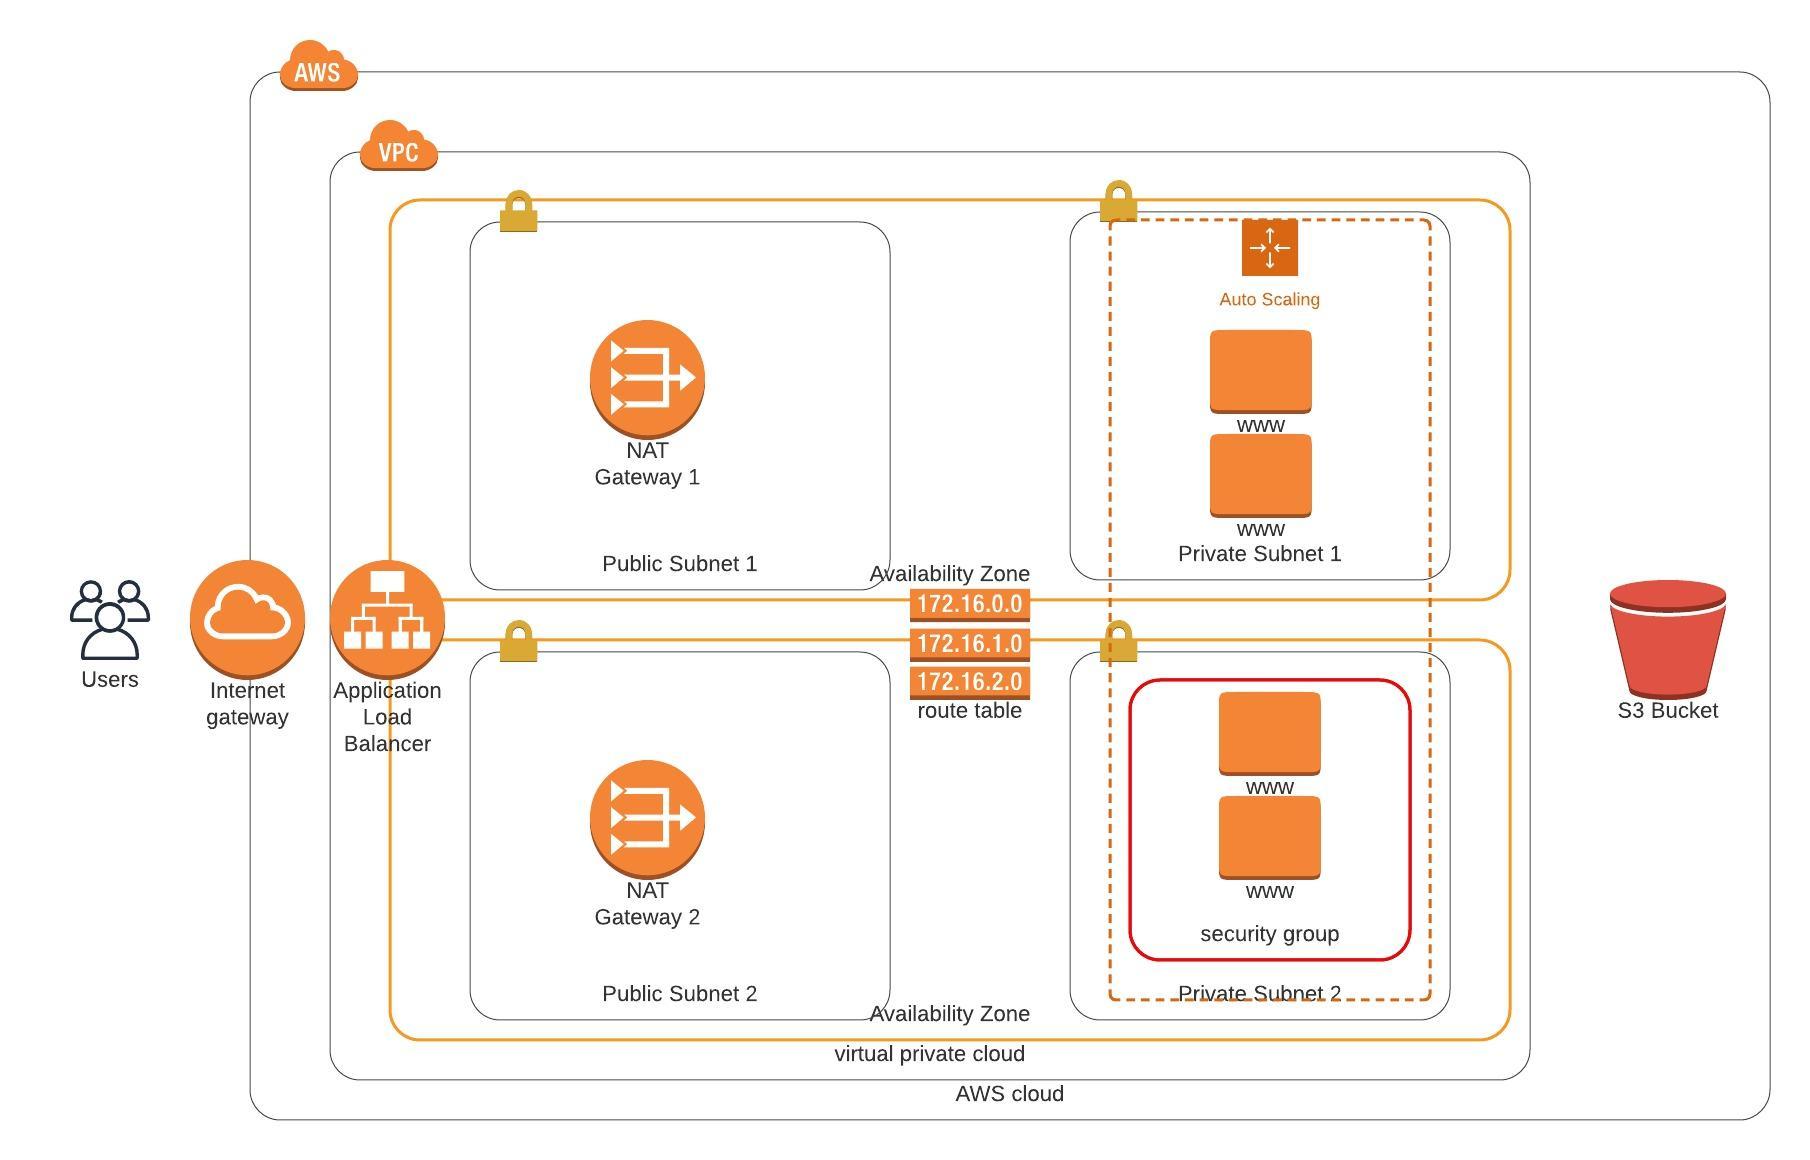 AWS
VPC
Auto Scaling
www
NAT
Gateway 1
www
Private Subnet 1
Public Subnet 1
Availability Zone
172.16.0.0
172.16.1.0
172.16.2.0
route table
Users
Internet
gateway
Application
Load
Balancer
S3 Bucket
www
www
NAT
Gateway 2
security group
Public Subnet 2
Private Subnet 2
Availability Zone
virtual private cloud
AWS cloud